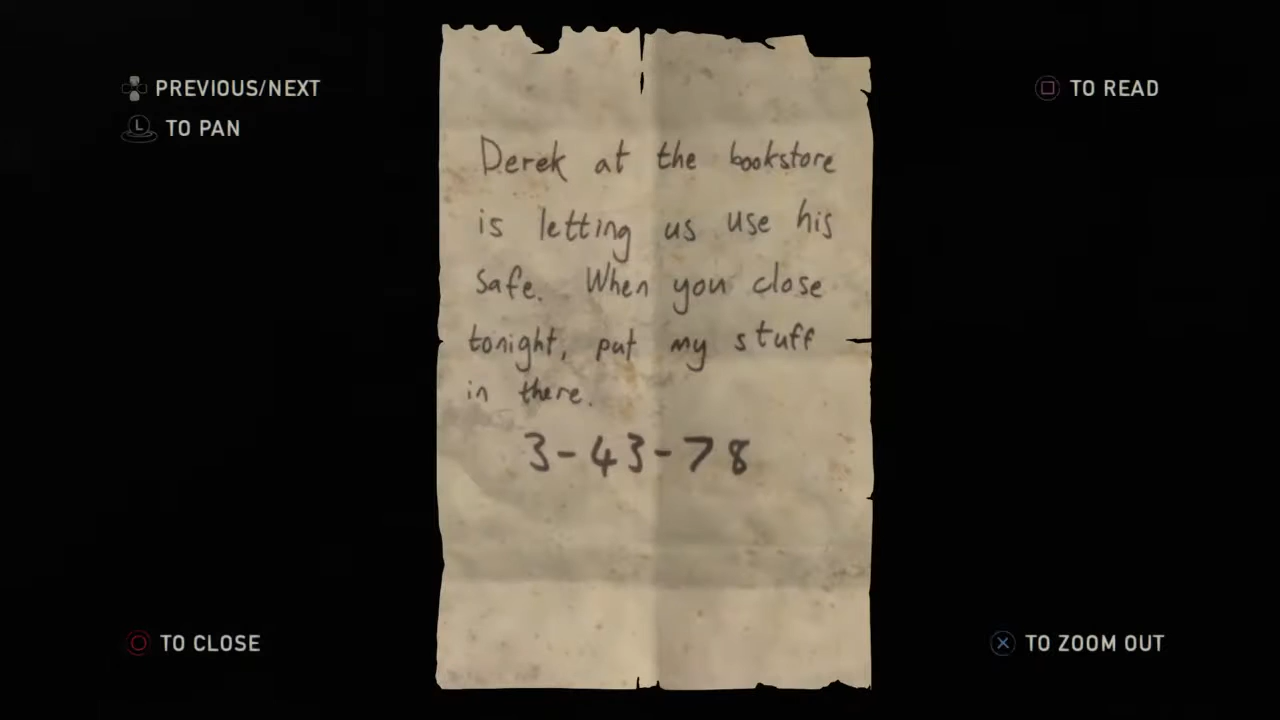 PREVIOUS/NEXT
L TO PAN
TO READ
Derek at the bookstore
is letting us use his
safe. When you close
tonight, put my stuff
in there.
3-43-78
TO CLOSE
TO ZOOM OUT